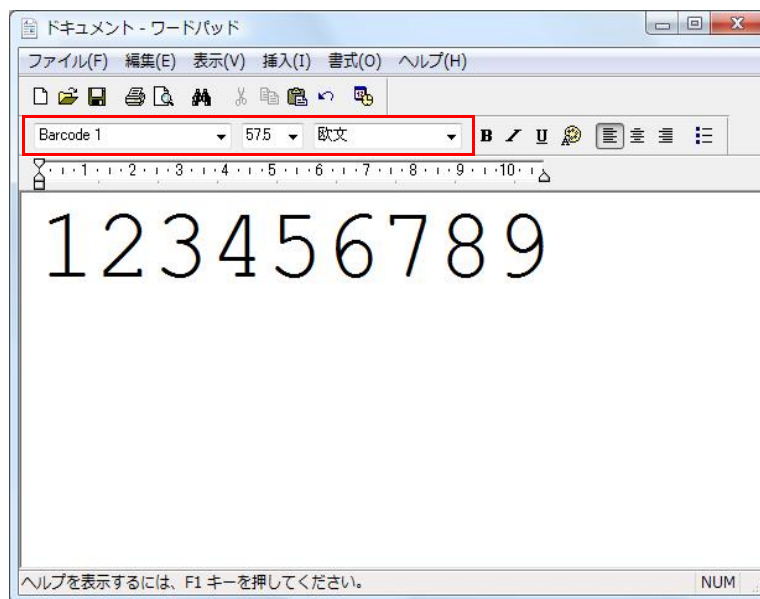 ドキュメント - ワードパッド
ファイル(F) 編集(E) 表示(V) 挿入(I) 書式(O) ヘルプ(H)
Barcode 1 57.5 欧文 B I U
1 2 3 4 5 6 7 8 9 10
123456789
ヘルプを表示するには、F1 キーを押してください。 NUM